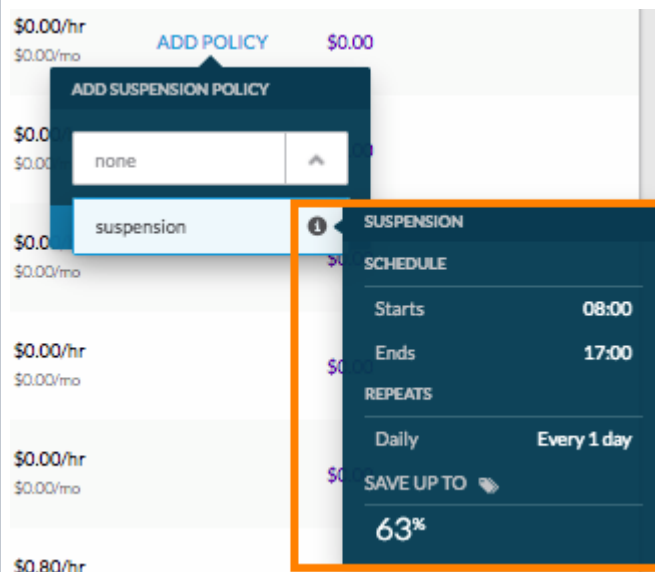 $0.00/hr
$0.00/mo
ADD POLICY
$0.00
ADD SUSPENSION POLICY
none
suspension
SUSPENSION
SCHEDULE
Starts 08:00
Ends 17:00
REPEATS
Daily Every 1 day
SAVE UP TO
63%
$0.00/mo
$0.00/hr
$0.00/mo
$0.00/hr
$0.00/mo
$0.80/hr